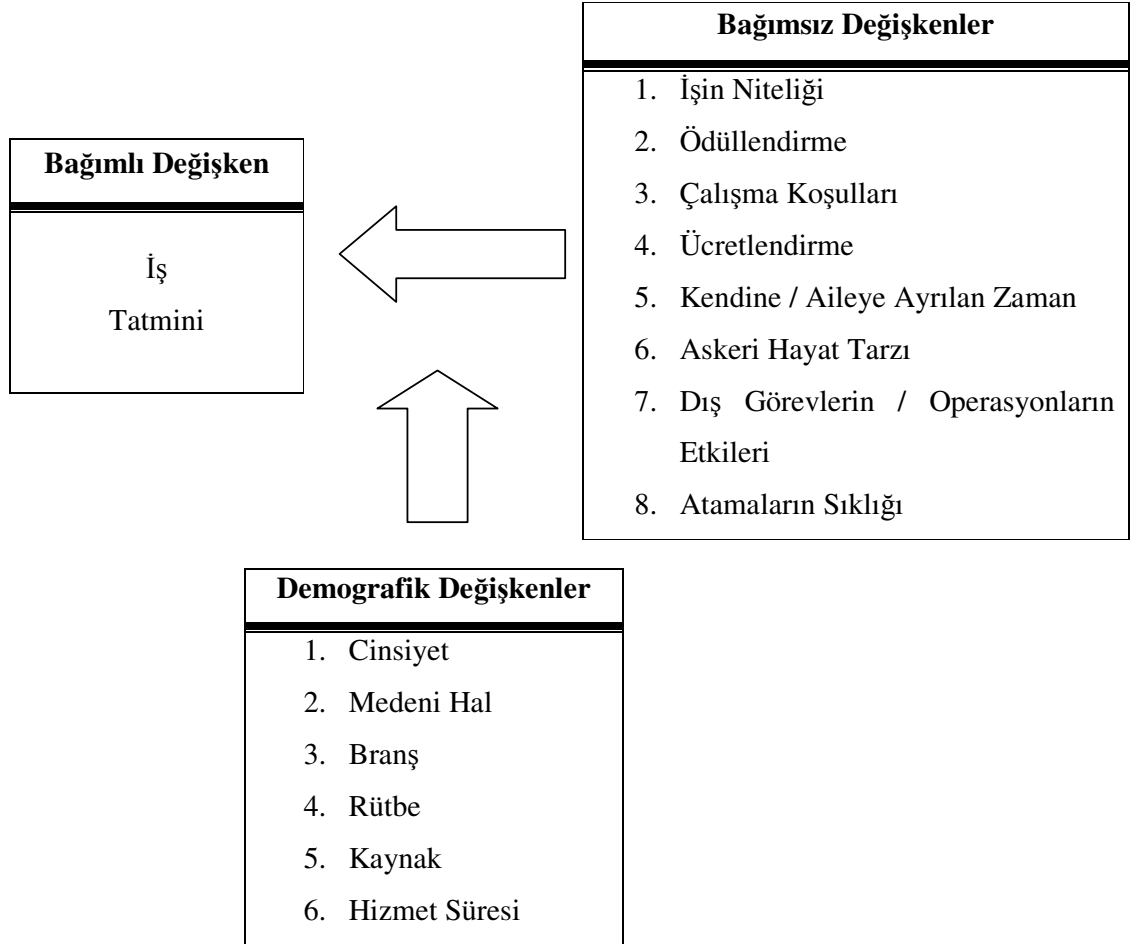 Bağımsız Değişkenler
1. İşin Niteliği
2. Ödüllendirme
3. Çalışma Koşulları
4. Ücretlendirme
5. Kendine / Aileye Ayrılan Zaman
6. Askeri Hayat Tarzı
7. Dış Görevlerin / Operasyonların
Etkileri
8. Atamaların Sıklığı
Bağımlı Değişken
İş
Tatmini
Demografik Değişkenler
1. Cinsiyet
2. Medeni Hal
3. Branş
4. Rütbe
5. Kaynak
6. Hizmet Süresi